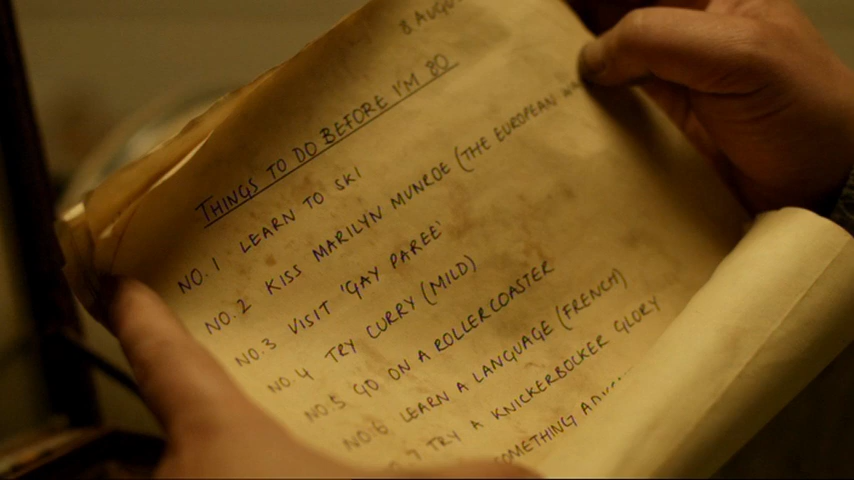 8 AUGU
THINGS TO DO BEFORE I'M 80
NO. 1 LEARN TO SKI
NO. 2 KISS MARILYN MUNROE (THE EUROPEAN
NO. 3 VISIT 'GAY PAREE'
NO. 4 TRY CURRY (MILD)
NO. 5 GO ON A ROLLERCOASTER
NO. 6 LEARN A LANGUAGE (FRENCH)
7 TRY A KNICKERBOCKER GLORY
SOMETHING